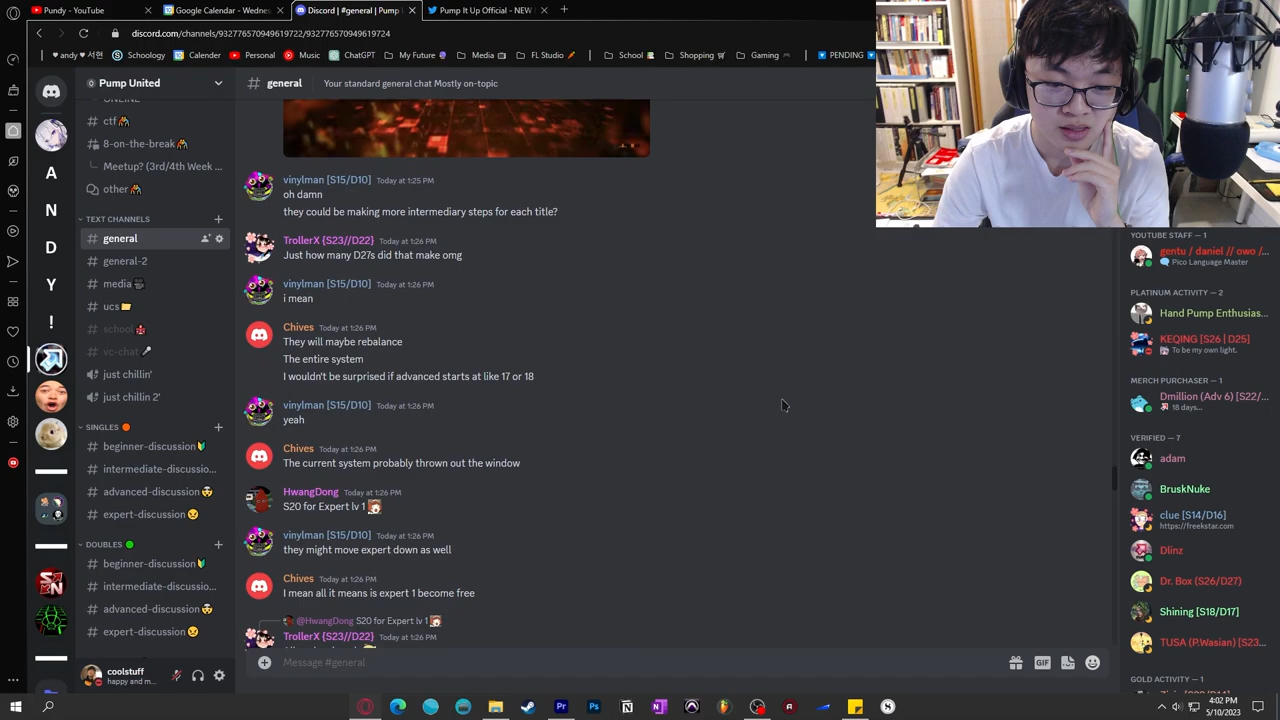 Pundy - YouTube
Google Calendar - Wedne
Discord | #general | Pump
Pump It Up Official - NEW
discord.com
andy
Schoology
Personal
Music
ChatGPT
My Future
Media
FL Studio
School
Shopping
Gaming
PENDING
Pump United
general
Your standard general chat Mostly on-topic
ONLINE
ctf
8-on-the-break
Meetup? (3rd/4th Week ...
other
TEXT CHANNELS
general
general-2
media
ucs
school
vc-chat
just chillin'
just chillin 2'
SINGLES
beginner-discussion
intermediate-discussio...
advanced-discussion
expert-discussion
DOUBLES
beginner-discussion
intermediate-discussio...
advanced-discussion
expert-discussion
coolstuff
happy and m...
A
N
D
Y
!
vinylman [S15/D10] Today at 1:25 PM
oh damn
they could be making more intermediary steps for each title?
TrollerX {S23//D22} Today at 1:26 PM
Just how many D27s did that make omg
vinylman [S15/D10] Today at 1:26 PM
i mean
Chives Today at 1:26 PM
They will maybe rebalance
The entire system
I wouldn't be surprised if advanced starts at like 17 or 18
vinylman [S15/D10] Today at 1:26 PM
yeah
Chives Today at 1:26 PM
The current system probably thrown out the window
HwangDong Today at 1:26 PM
S20 for Expert lv 1
vinylman [S15/D10] Today at 1:26 PM
they might move expert down as well
Chives Today at 1:26 PM
I mean all it means is expert 1 become free
@HwangDong S20 for Expert lv 1
TrollerX {S23//D22} Today at 1:26 PM
Message #general
GIF
YOUTUBE STAFF — 1
gentu / daniel // owo /...
Pico Language Master
PLATINUM ACTIVITY — 2
Hand Pump Enthusias...
KEQING [S26 | D25]
To be my own light.
MERCH PURCHASER — 1
Dmillion (Adv 6) [S22/...
18 days...
VERIFIED — 7
adam
BruskNuke
clue [S14/D16]
https://freekstar.com
Dlinz
Dr. Box (S26/D27)
Shining [S18/D17]
TUSA (P.Wasian) [S23...
GOLD ACTIVITY — 1
4:02 PM
5/10/2023